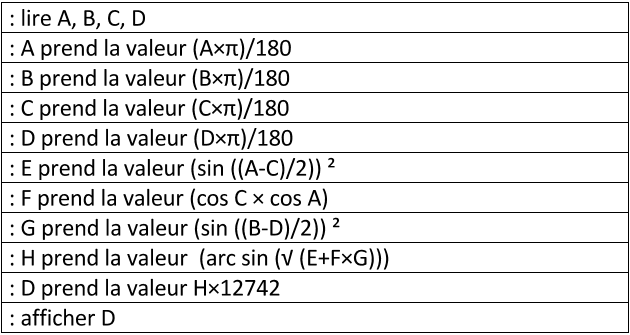 : lire A, B, C, D
: A prend la valeur (A×π)/180
: B prend la valeur (B×π)/180
: C prend la valeur (C×π)/180
: D prend la valeur (D×π)/180
: E prend la valeur (sin ((A-C)/2)) ²
: F prend la valeur (cos C × cos A)
: G prend la valeur (sin ((B-D)/2)) ²
: H prend la valeur  (arc sin (√ (E+F×G)))
: D prend la valeur H×12742
: afficher D